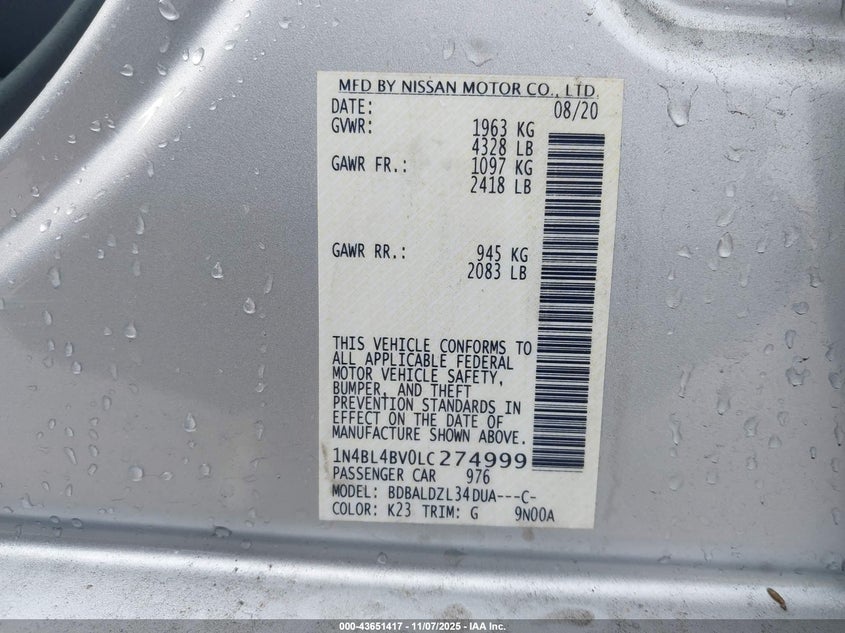 MFD BY NISSAN MOTOR CO., LTD.
DATE: 08/20
GVWR: 1963 KG
4328 LB
GAWR FR.: 1097 KG
2418 LB
GAWR RR.: 945 KG
2083 LB
THIS VEHICLE CONFORMS TO
ALL APPLICABLE FEDERAL
MOTOR VEHICLE SAFETY,
BUMPER, AND THEFT
PREVENTION STANDARDS IN
EFFECT ON THE DATE OF
MANUFACTURE SHOWN ABOVE.
1N4BL4BV0LC274999
PASSENGER CAR 976
MODEL: BDBALDZL34DUA---C-
COLOR: K23 TRIM: G 9N00A
000-43651417 - 11/07/2025 - IAA Inc.